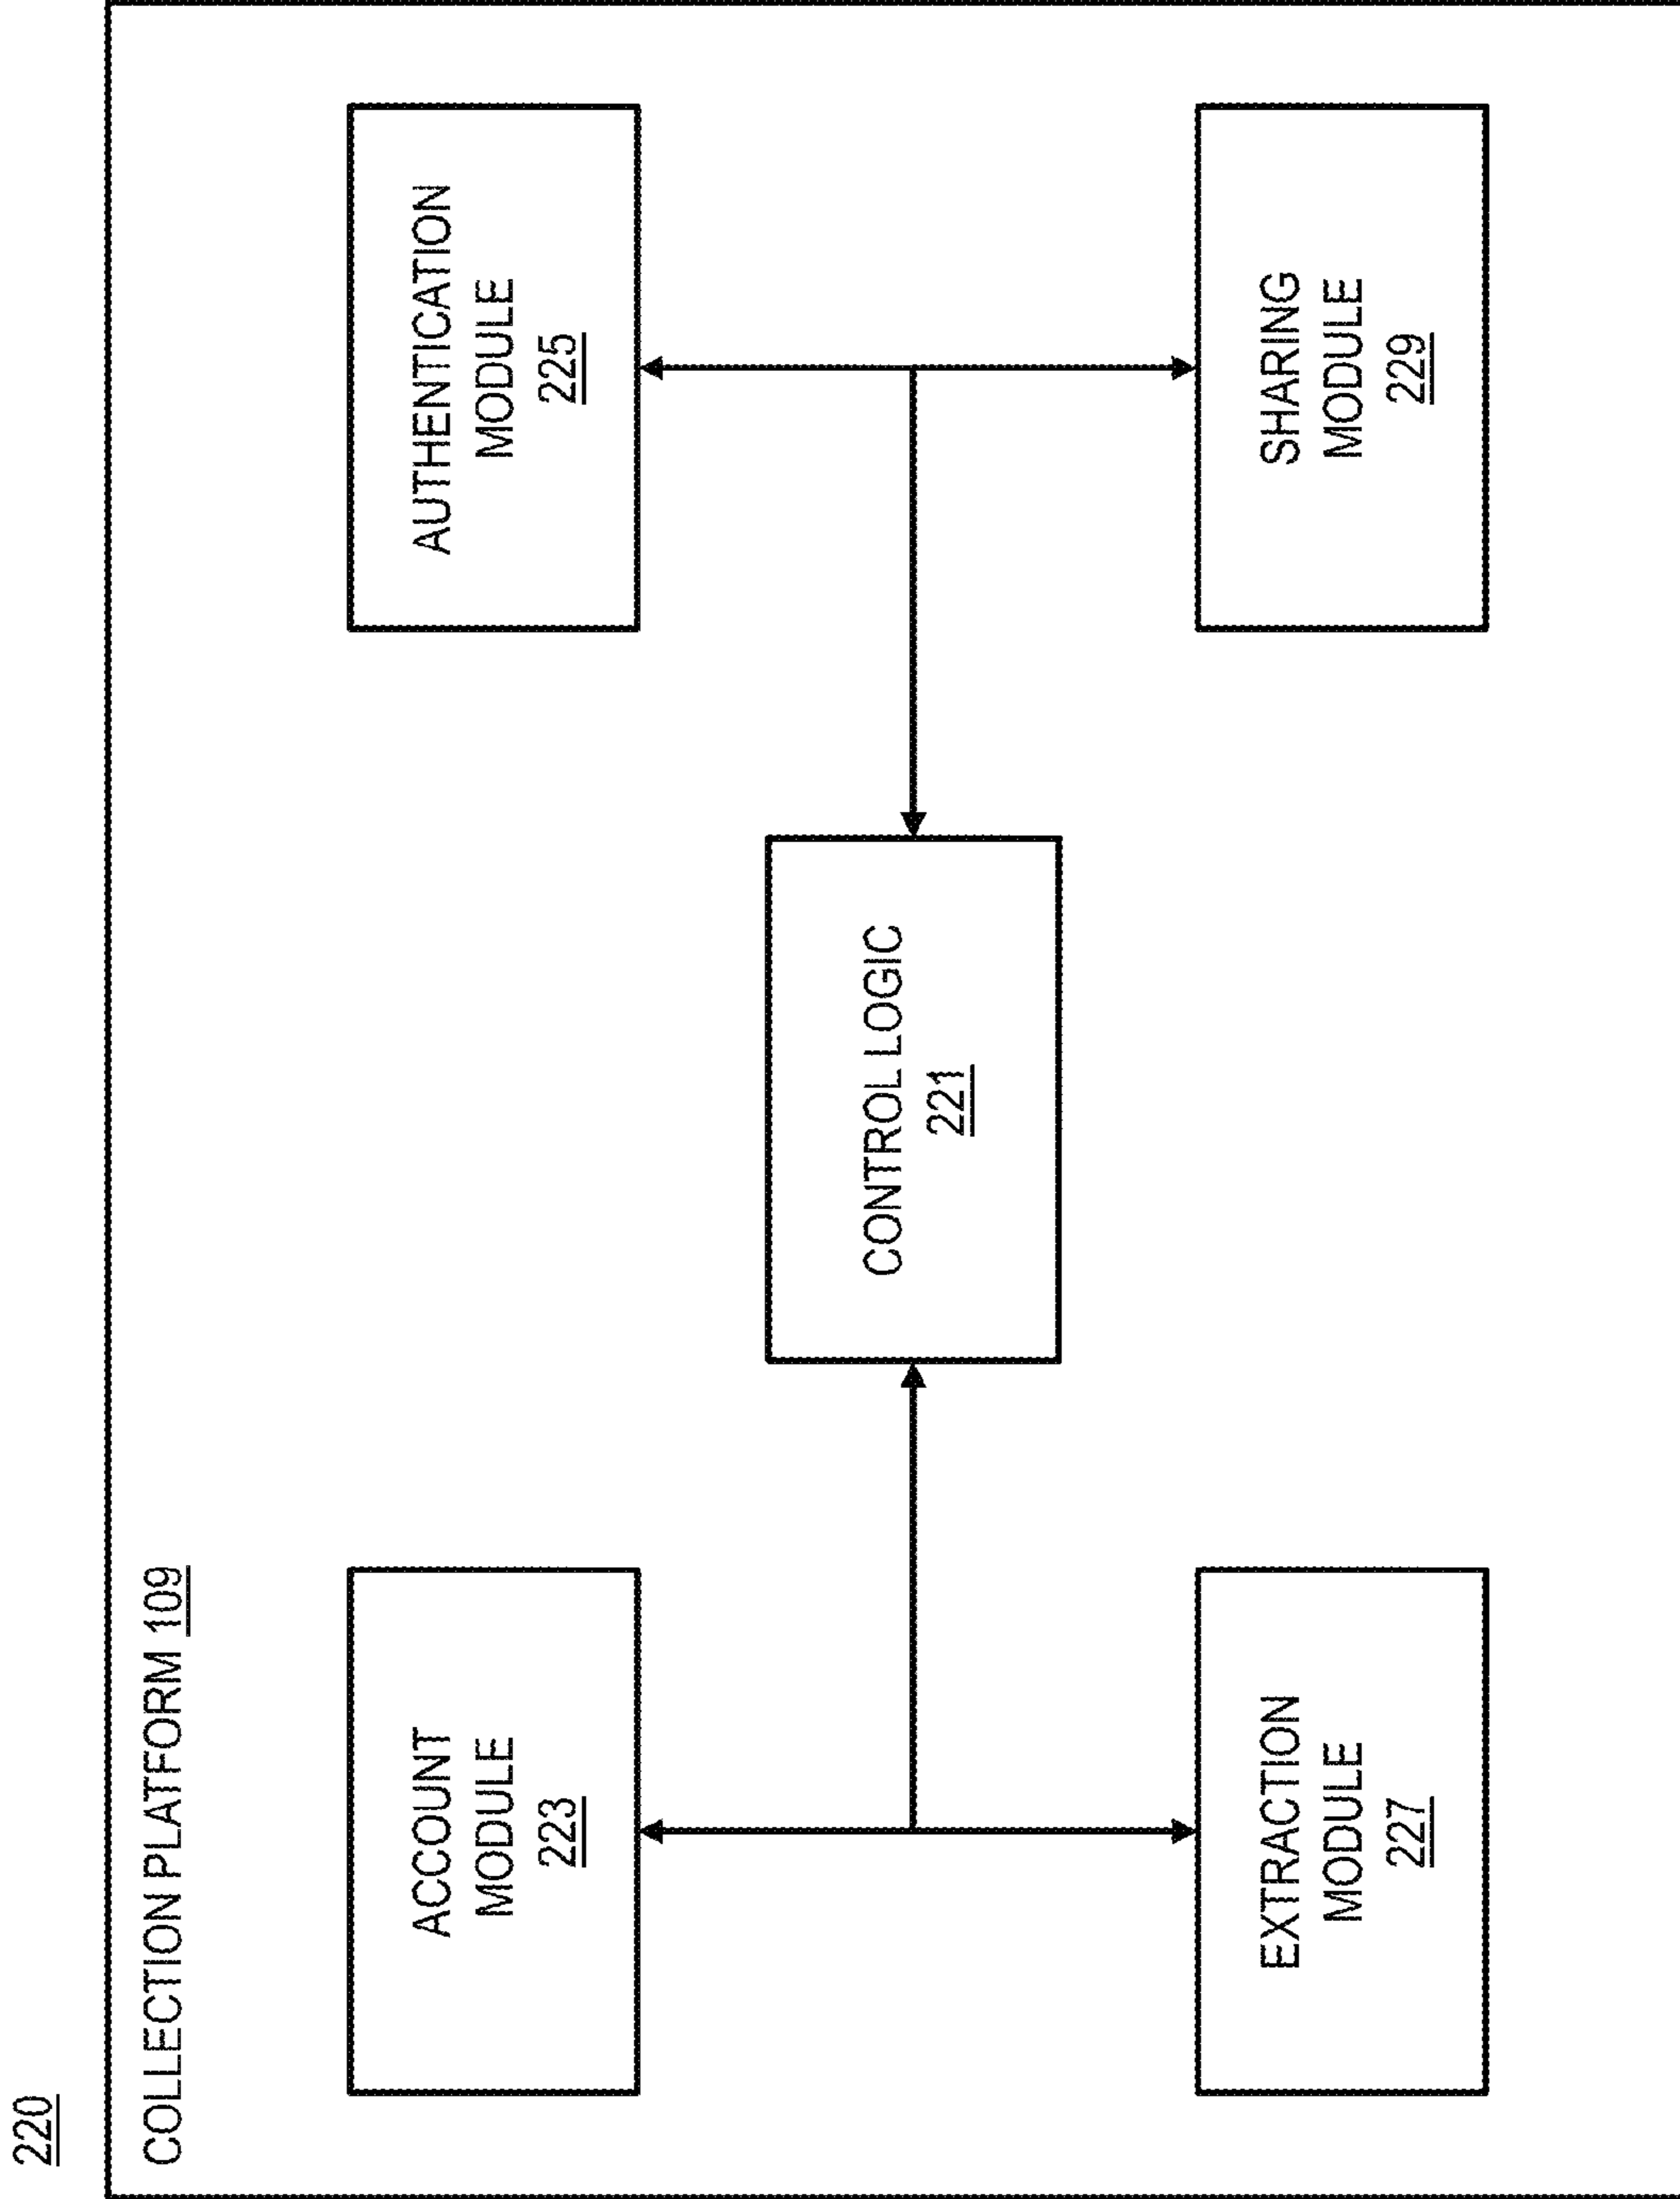 220
COLLECTION PLATFORM 109
ACCOUNT
MODULE
223
AUTHENTICATION
MODULE
225
CONTROL LOGIC
221
EXTRACTION
MODULE
227
SHARING
MODULE
229